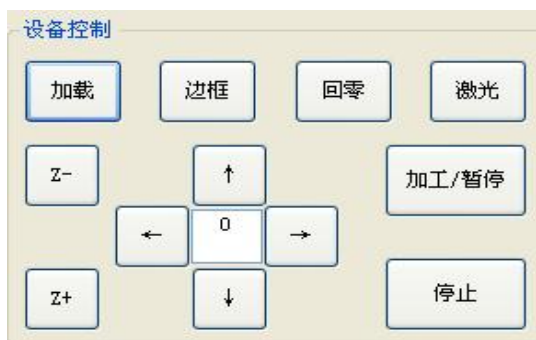 设备控制
加载 边框 回零 激光
Z- ↑ 加工/暂停
← 0 →
Z+ ↓ 停止